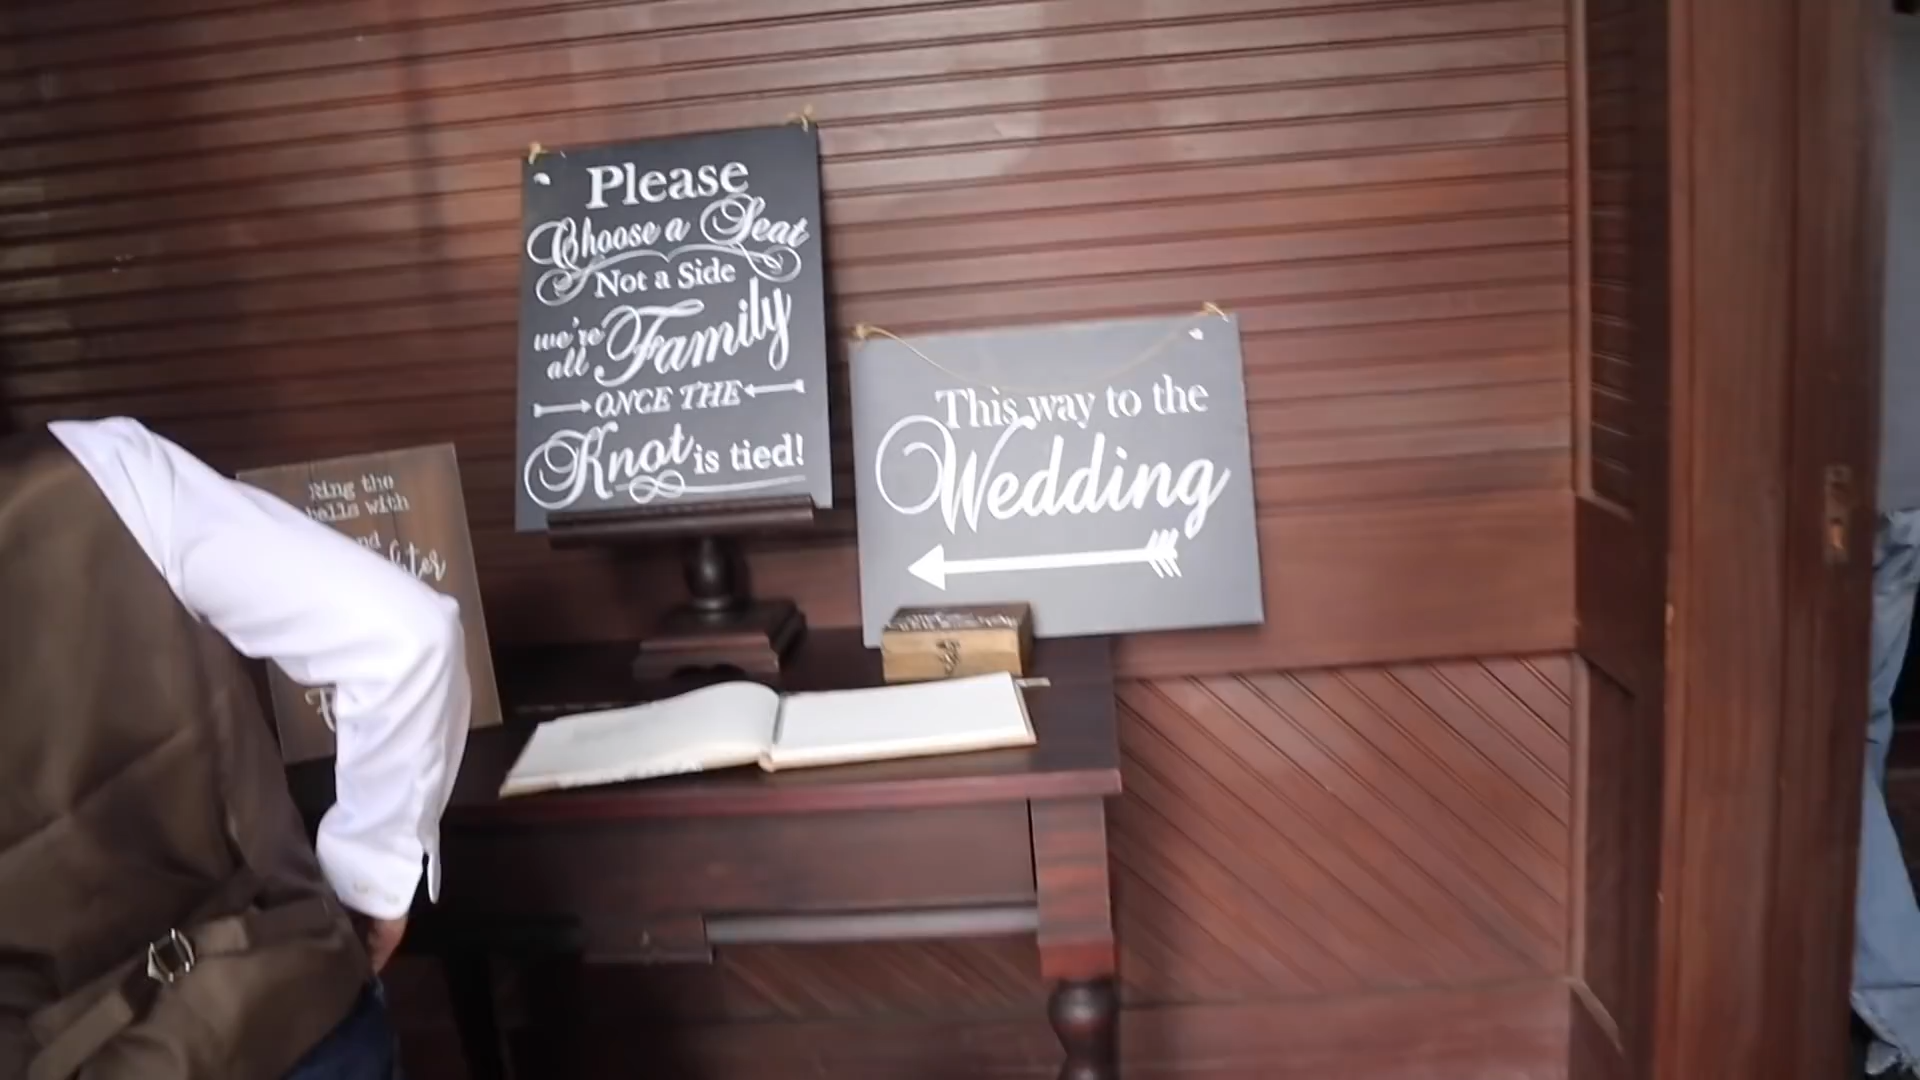 Please
Choose a Seat
Not a Side
we're
all Family
ONCE THE
Knot is tied!
This way to the
Wedding
Ring the
bells with